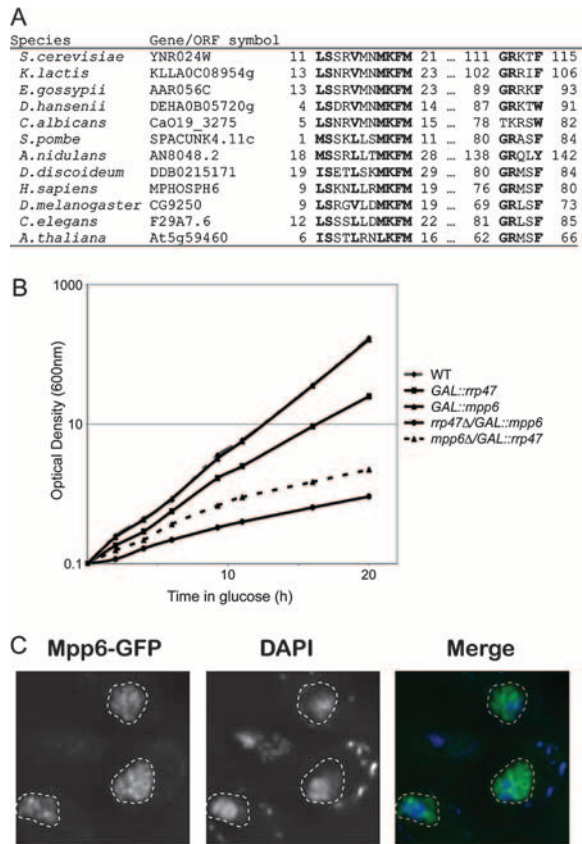 A
Species Gene/ORF symbol
S.cerevisiae YNR024W 11 LSSRVMNMKFM 21 ... 111 GRKTF 115
K.lactis KLLA0C08954g 13 LSNRVMNMKFM 23 ... 102 GRRIF 106
E.gossypii AAR056C 13 LSSRVMNMKFM 23 ... 89 GRRKF 93
D.hansenii DEHA0B05720g 4 LSDRVMNMKFM 14 ... 87 GRKTW 91
C.albicans CaO19_3275 5 LSNRVMNMKFM 15 ... 78 TKRSW 82
S.pombe SPACUNK4.11c 1 MSSKLLSMKFM 11 ... 80 GRASF 84
A.nidulans AN8048.2 18 MSSRLLTMKFM 28 ... 138 GRQLY 142
D.discoideum DDB0215171 19 ISETLSKMKFM 29 ... 80 GRMSF 84
H.sapiens MPHOSPH6 9 LSKNLLRMKFM 19 ... 76 GRMSF 80
D.melanogaster CG9250 9 LSRGVLDMKFM 19 ... 69 GRLSF 73
C.elegans F29A7.6 12 LSSSLLDMKFM 22 ... 81 GRLSF 85
A.thaliana At5g59460 6 ISSTLRNLKFM 16 ... 62 GRMSF 66
B
1000
10
0.1
Optical Density (600nm)
0 10 20
Time in glucose (h)
WT
GAL::rrp47
GAL::mpp6
rrp47Δ/GAL::mpp6
mpp6Δ/GAL::rrp47
C
Mpp6-GFP DAPI Merge